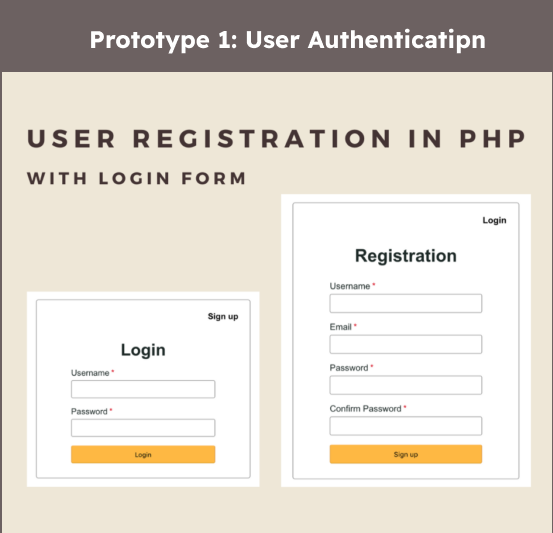 Prototype 1: User Authenticatipn
USER REGISTRATION IN PHP
WITH LOGIN FORM
Sign up
Login
Username *
Password *
Login
Login
Registration
Username *
Email *
Password *
Confirm Password *
Sign up